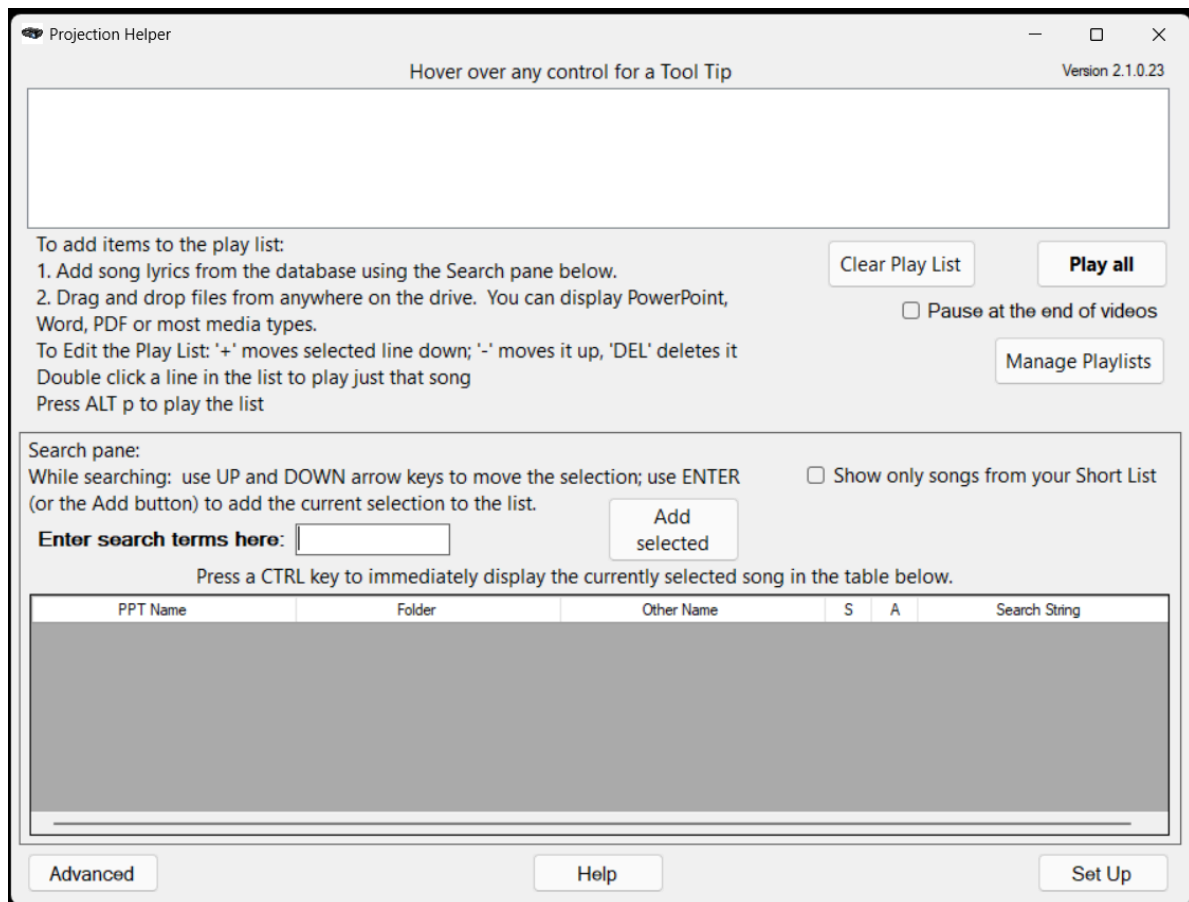 Projection Helper
Hover over any control for a Tool Tip
Version 2.1.0.23
To add items to the play list:
1. Add song lyrics from the database using the Search pane below.
2. Drag and drop files from anywhere on the drive.  You can display PowerPoint,
Word, PDF or most media types.
To Edit the Play List: '+' moves selected line down; '-' moves it up, 'DEL' deletes it
Double click a line in the list to play just that song
Press ALT p to play the list
Clear Play List
Play all
Pause at the end of videos
Manage Playlists
Search pane:
While searching:  use UP and DOWN arrow keys to move the selection; use ENTER
(or the Add button) to add the current selection to the list.
Show only songs from your Short List
Enter search terms here:
Add
selected
Press a CTRL key to immediately display the currently selected song in the table below.
PPT Name
Folder
Other Name
S
A
Search String
Advanced
Help
Set Up